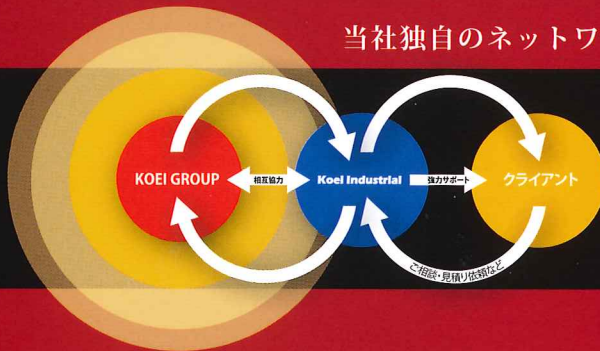 当社独自のネットワ
KOEI GROUP
相互協力
Koei Industrial
強力サポート
クライアント
ご相談・見積り依頼など